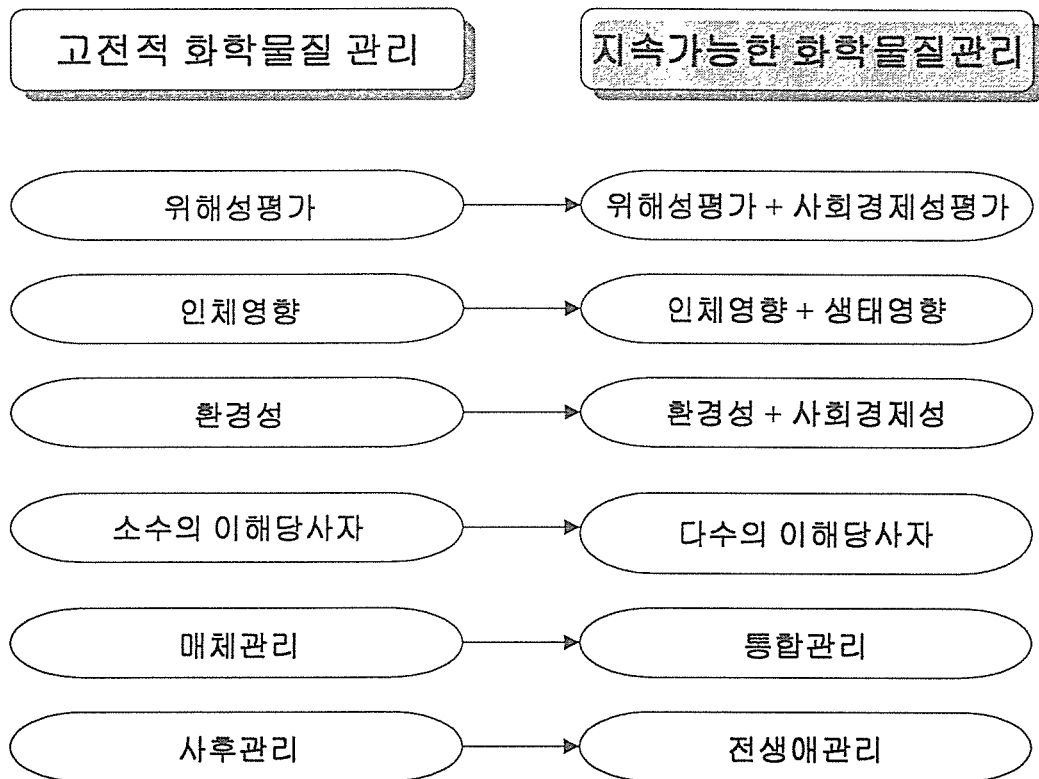 고전적 화학물질 관리
지속가능한 화학물질관리
위해성평가
위해성평가 + 사회경제성평가
인체영향
인체영향 + 생태영향
환경성
환경성 + 사회경제성
소수의 이해당사자
다수의 이해당사자
매체관리
통합관리
사후관리
전생애관리